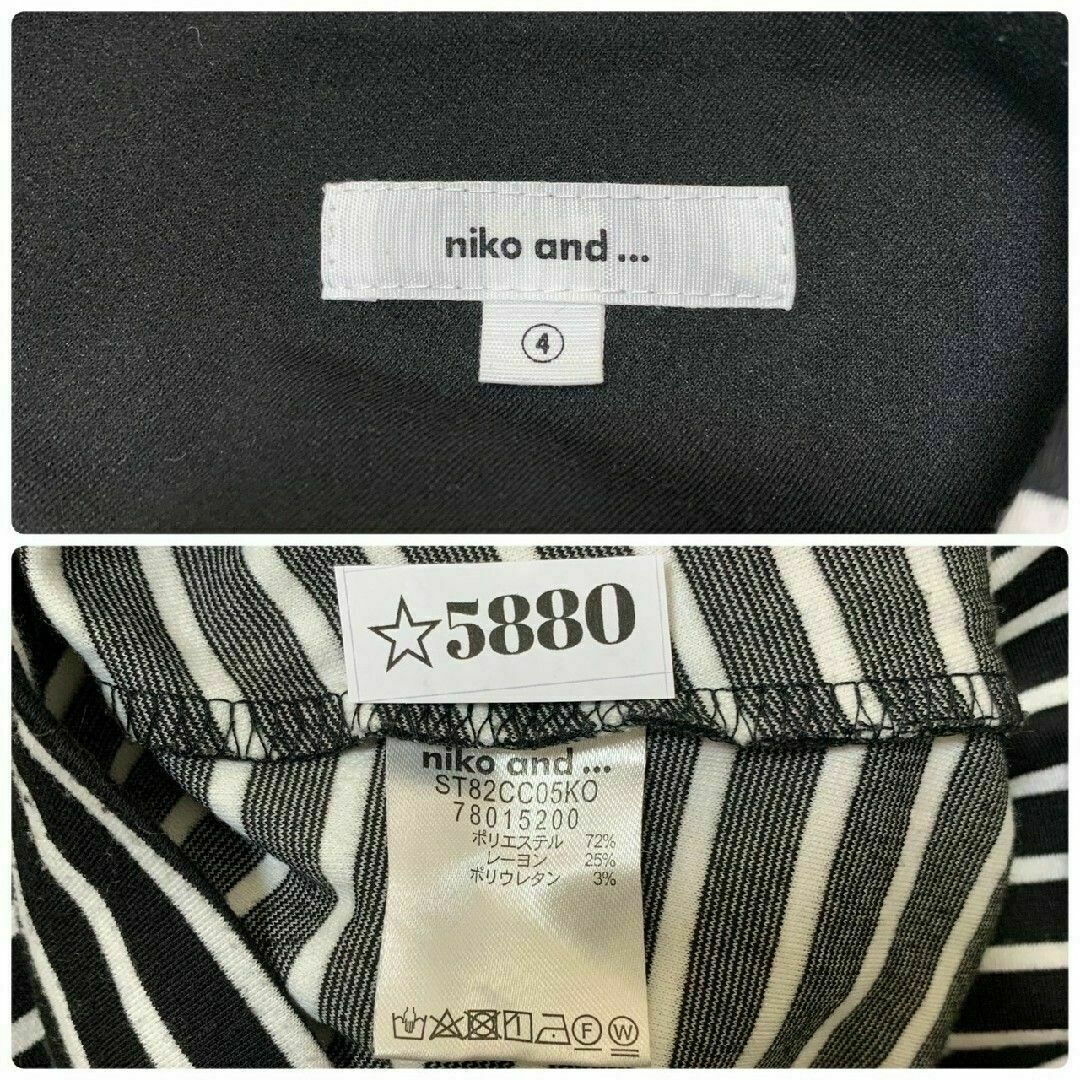 niko and ...
④
☆5880
niko and ...
ST82CC05KO
78015200
ポリエステル 72%
レーヨン 25%
ポリウレタン 3%
F W